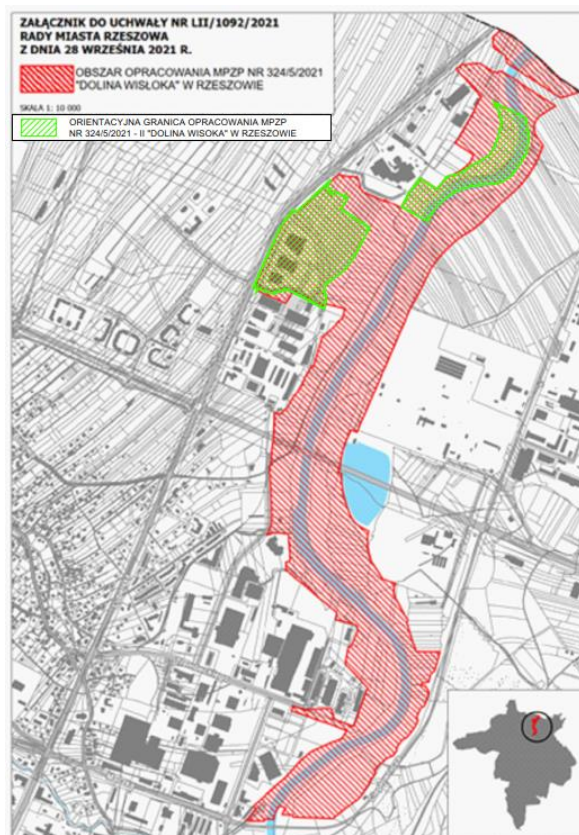 ZAŁĄCZNIK DO UCHWAŁY NR LII/1092/2021
RADY MIASTA RZESZOWA
Z DNIA 28 WRZEŚNIA 2021 R.
OBSZAR OPRACOWANIA MPZP NR 324/5/2021
"DOLINA WISŁOKA" W RZESZOWIE
SKALA 1: 10 000
ORIENTACYJNA GRANICA OPRACOWANIA MPZP
NR 324/5/2021 - II "DOLINA WISOKA" W RZESZOWIE